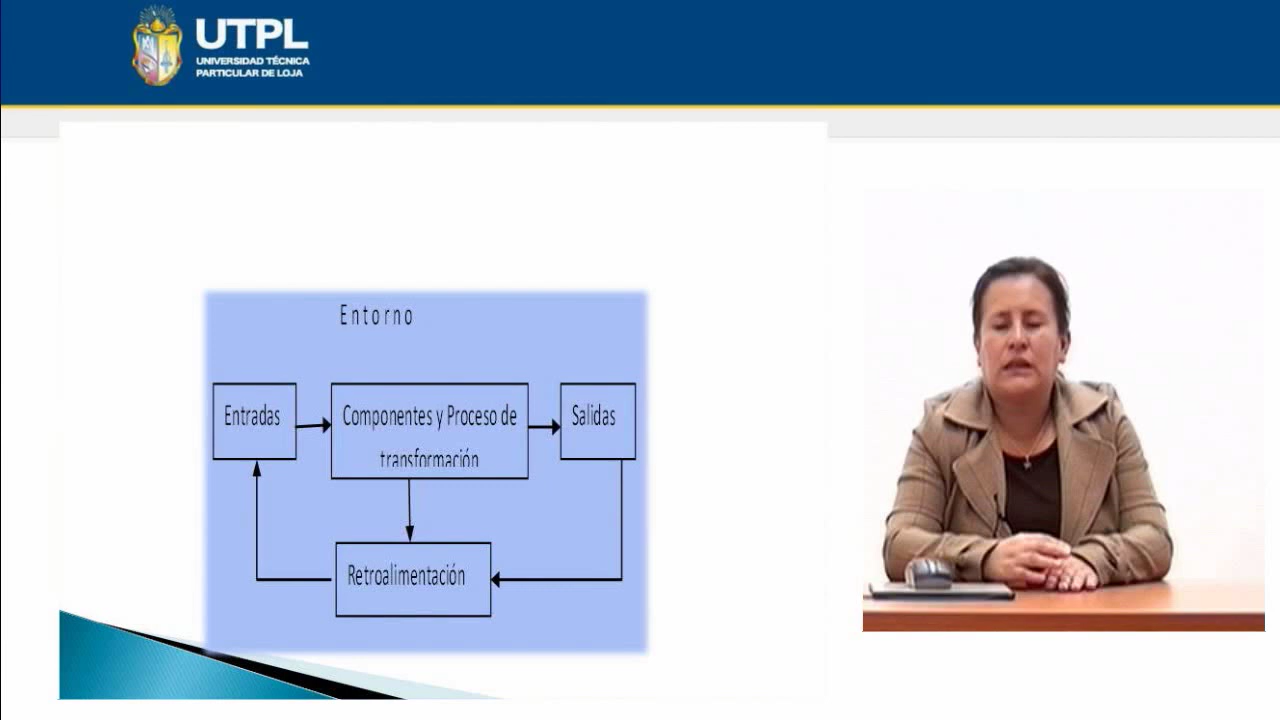 UTPL
UNIVERSIDAD TÉCNICA
PARTICULAR DE LOJA
Entorno
Entradas
Componentes y Proceso de
transformación
Salidas
Retroalimentación